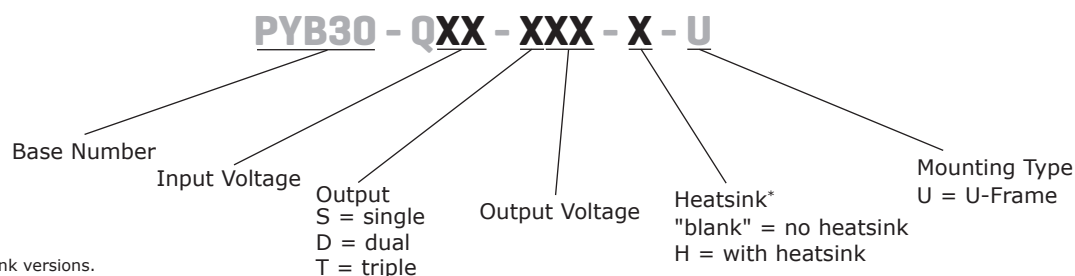 PYB30 - QXX - XXX - X - U
Base Number
Input Voltage
Output
S = single
D = dual
T = triple
Output Voltage
Heatsink*
"blank" = no heatsink
H = with heatsink
Mounting Type
U = U-Frame
versions.